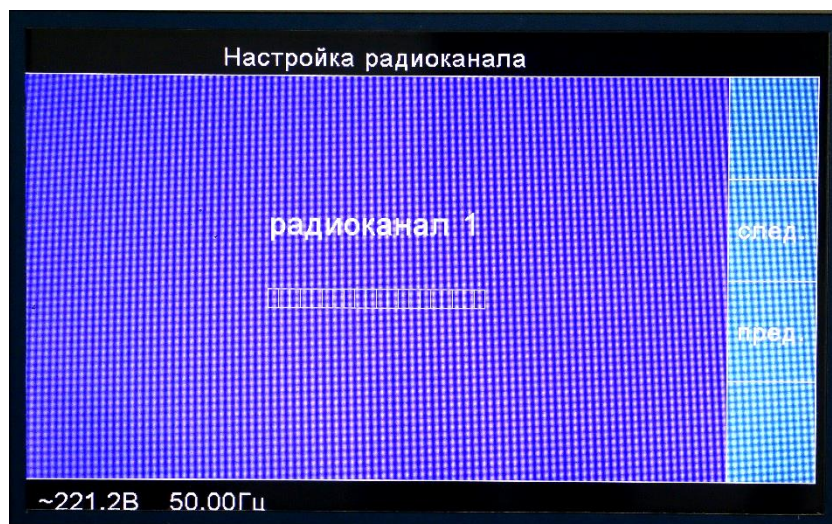 Настройка радиоканала
радиоканал 1
след.
пред.
~221.2В 50.00Гц